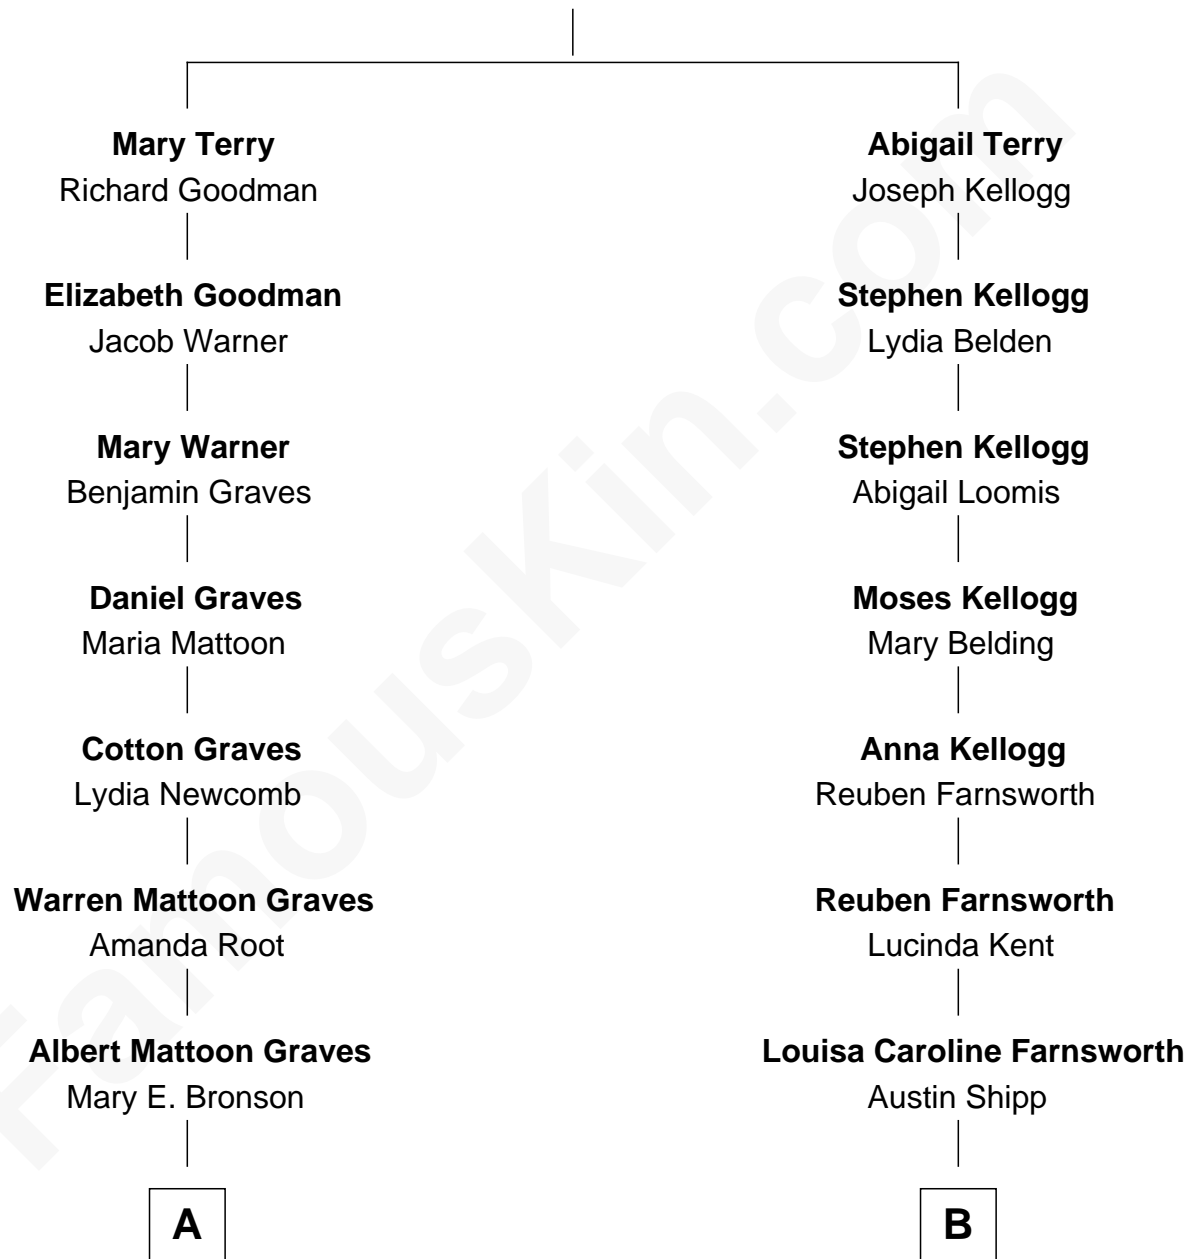 Mary Terry
Richard Goodman
Abigail Terry
Joseph Kellogg
Elizabeth Goodman
Jacob Warner
Stephen Kellogg
Lydia Belden
Mary Warner
Benjamin Graves
Stephen Kellogg
Abigail Loomis
Daniel Graves
Maria Mattoon
Moses Kellogg
Mary Belding
Cotton Graves
Lydia Newcomb
Anna Kellogg
Reuben Farnsworth
Warren Mattoon Graves
Amanda Root
Reuben Farnsworth
Lucinda Kent
Albert Mattoon Graves
Mary E. Bronson
Louisa Caroline Farnsworth
Austin Shipp
A
B
FamousKin.com